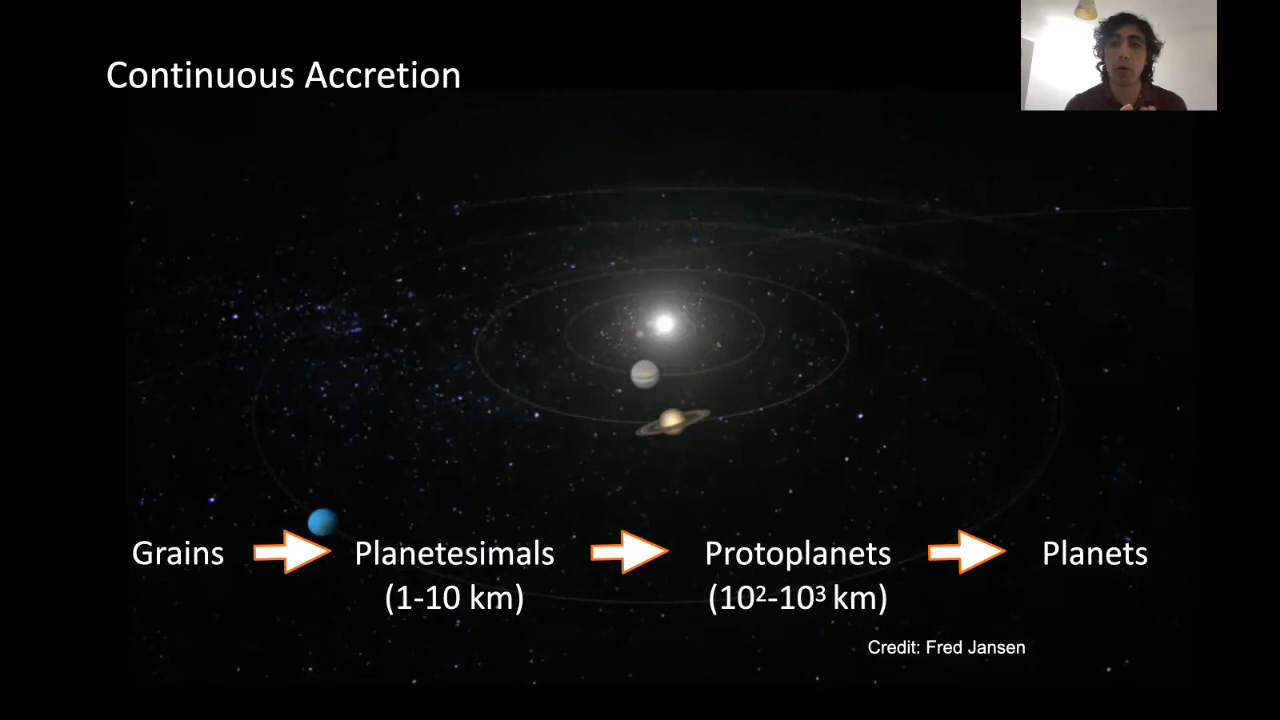 Continuous Accretion
Grains Planetesimals Protoplanets Planets
(1-10 km) (10²-10³ km)
Credit: Fred Jansen